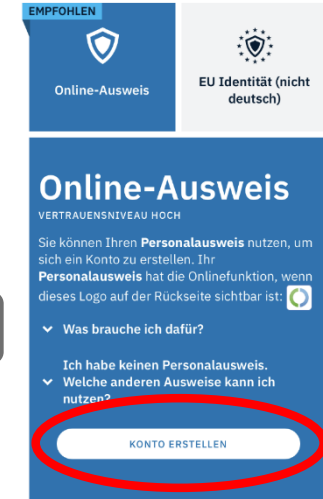 EMPFOHLEN
Online-Ausweis
EU Identität (nicht
deutsch)
Online-Ausweis
VERTRAUENSNIVEAU HOCH
Sie können Ihren Personalausweis nutzen, um
sich ein Konto zu erstellen. Ihr
Personalausweis hat die Onlinefunktion, wenn
dieses Logo auf der Rückseite sichtbar ist:
Was brauche ich dafür?
Ich habe keinen Personalausweis.
Welche anderen Ausweise kann ich
nutzen?
KONTO ERSTELLEN